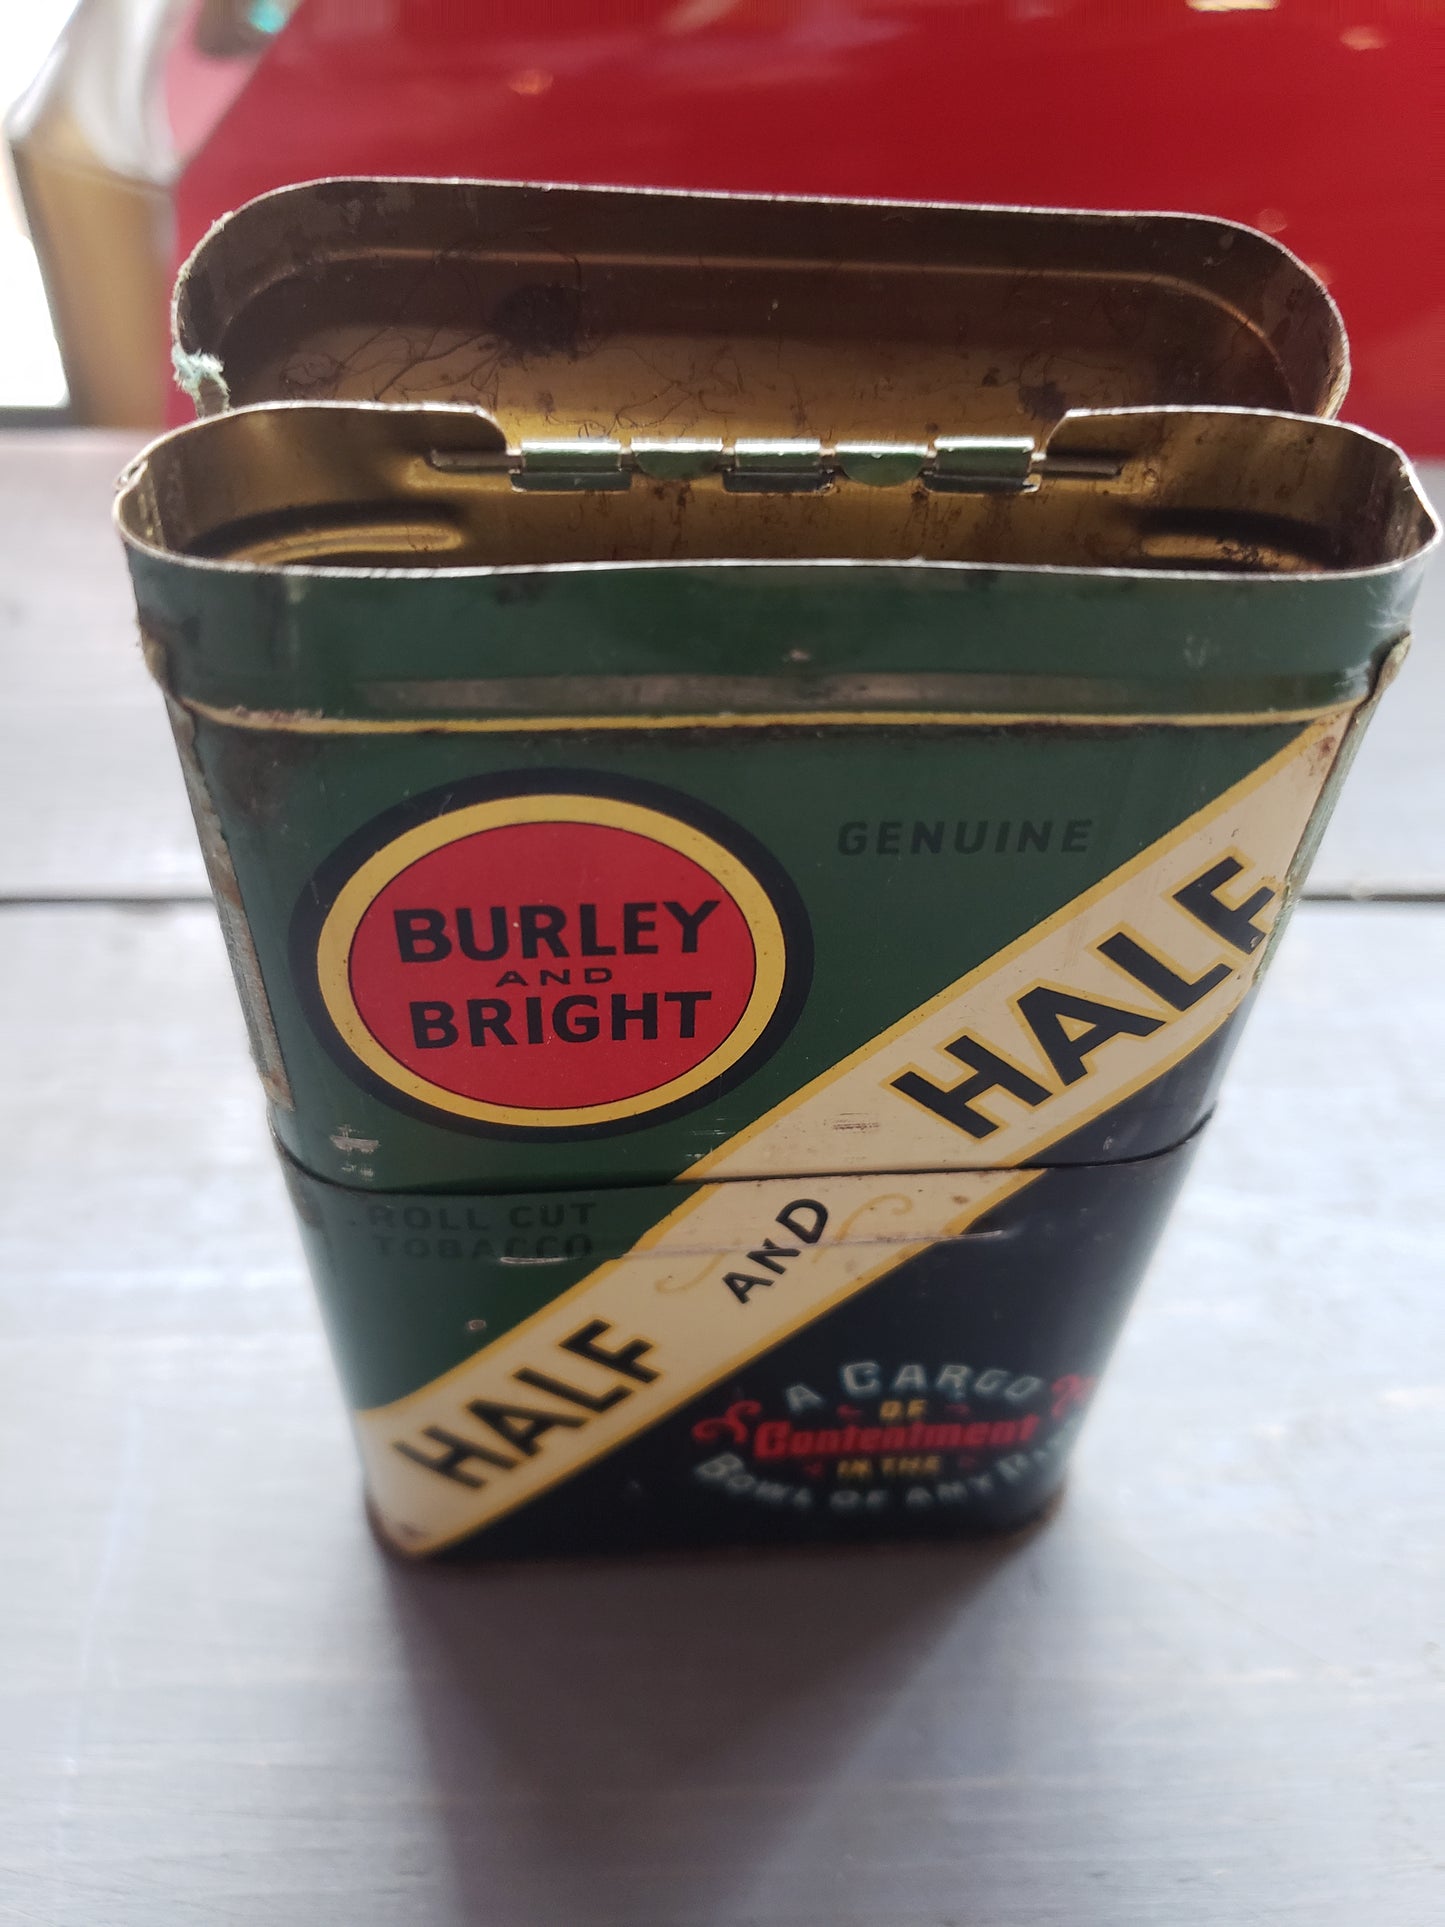 BURLEY
AND
BRIGHT
GENUINE
HALF
AND
HALF
ROLL CUT
TOBACCO
A CARGO
OF
Contentment
IN THE
BOWL OF ANY